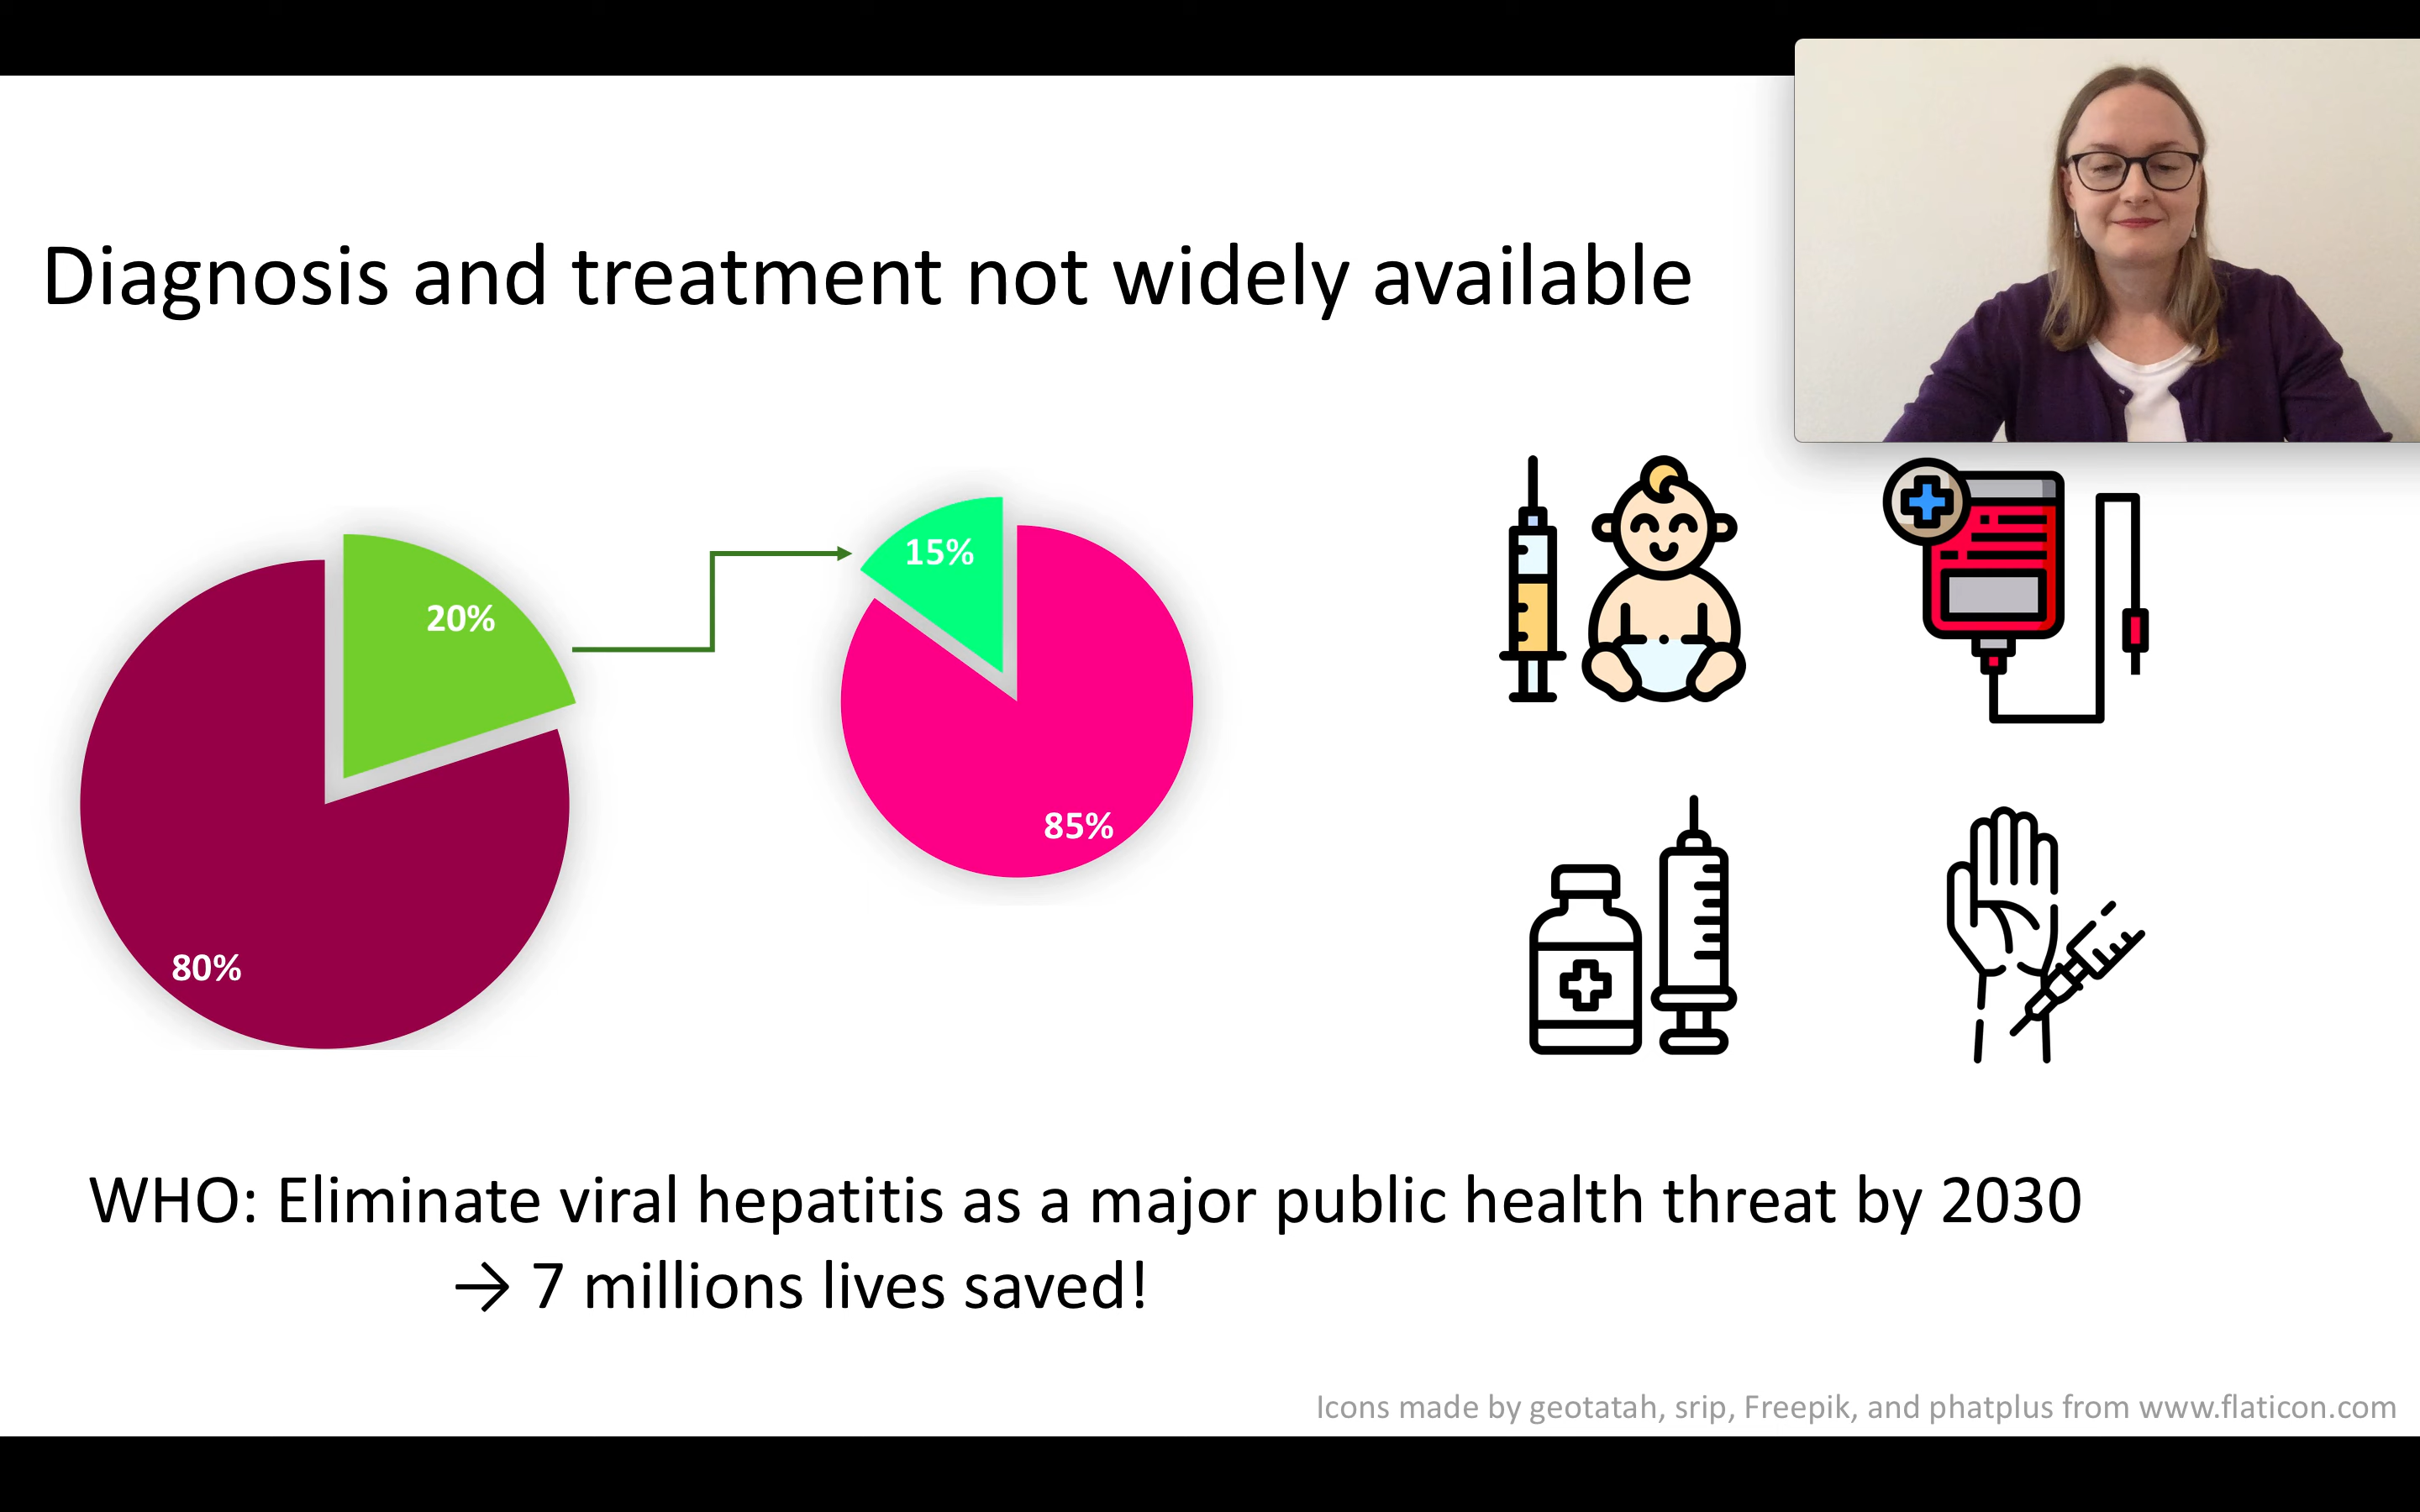 Diagnosis and treatment not widely available
20%
15%
80%
85%
WHO: Eliminate viral hepatitis as a major public health threat by 2030
→ 7 millions lives saved!
Icons made by geotatah, srip, Freepik, and phatplus from www.flaticon.com